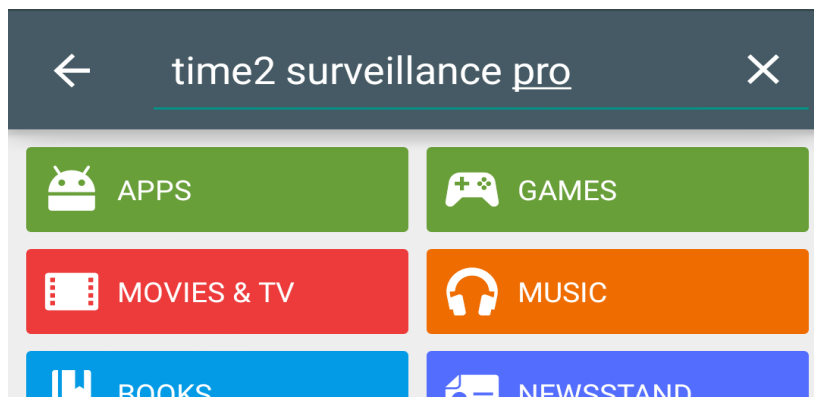 time2 surveillance pro
APPS
GAMES
MOVIES & TV
MUSIC
BOOKS
NEWSSTAND